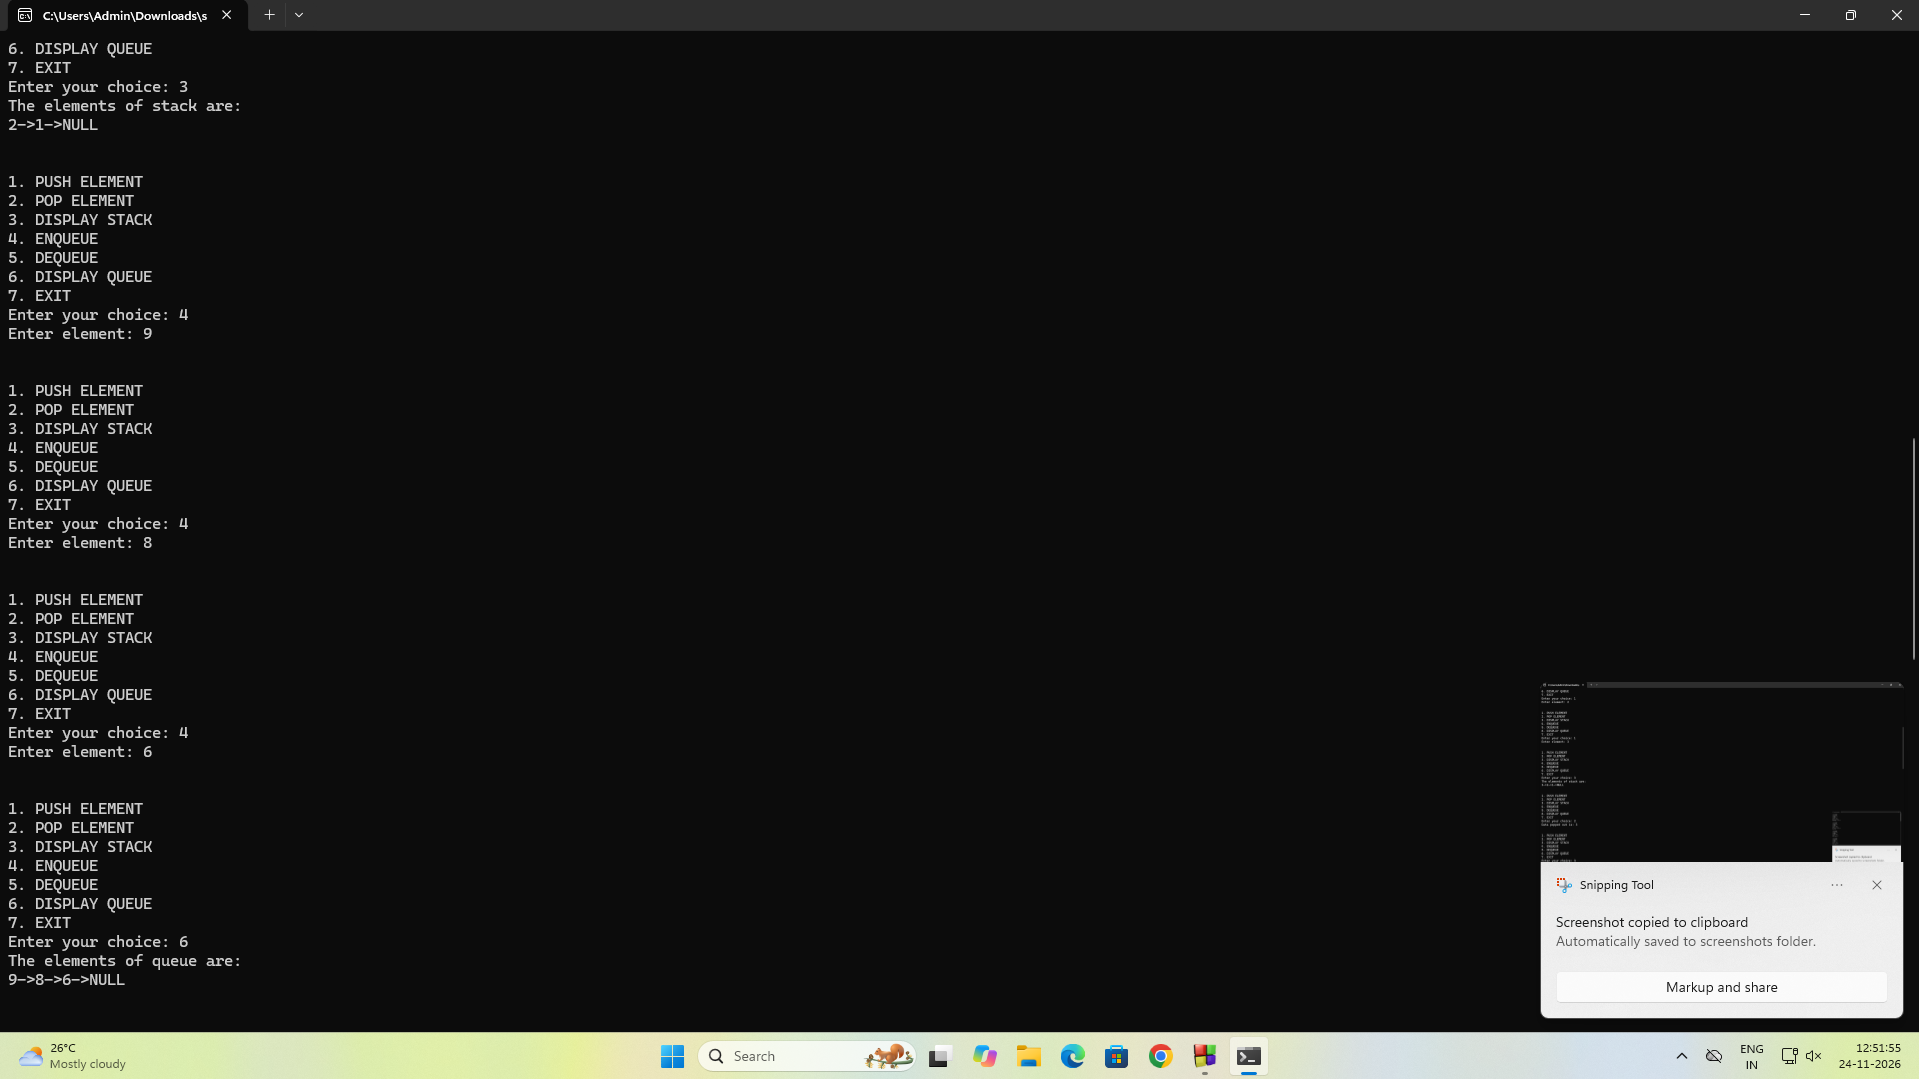 C:\Users\Admin\Downloads\s
6. DISPLAY QUEUE
7. EXIT
Enter your choice: 3
The elements of stack are:
2->1->NULL
1. PUSH ELEMENT
2. POP ELEMENT
3. DISPLAY STACK
4. ENQUEUE
5. DEQUEUE
6. DISPLAY QUEUE
7. EXIT
Enter your choice: 4
Enter element: 9
1. PUSH ELEMENT
2. POP ELEMENT
3. DISPLAY STACK
4. ENQUEUE
5. DEQUEUE
6. DISPLAY QUEUE
7. EXIT
Enter your choice: 4
Enter element: 8
1. PUSH ELEMENT
2. POP ELEMENT
3. DISPLAY STACK
4. ENQUEUE
5. DEQUEUE
6. DISPLAY QUEUE
7. EXIT
Enter your choice: 4
Enter element: 6
1. PUSH ELEMENT
2. POP ELEMENT
3. DISPLAY STACK
4. ENQUEUE
5. DEQUEUE
6. DISPLAY QUEUE
7. EXIT
Enter your choice: 6
The elements of queue are:
9->8->6->NULL
Snipping Tool
Screenshot copied to clipboard
Automatically saved to screenshots folder.
Markup and share
26°C
Mostly cloudy
Search
ENG
IN
12:51:55
24-11-2026